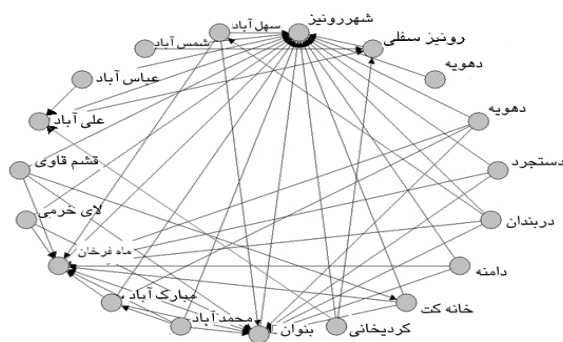 شهررونیز
سهل آباد
رونیز سفلی
شمس آباد
دهویه
عباس آباد
دهویه
علی آباد
دستجرد
قشم قاوی
دربندان
لای خرمی
ماه فرخان
دامنه
مبارک آباد
خانه کت
محمدآباد
بنوان
کردیخانی